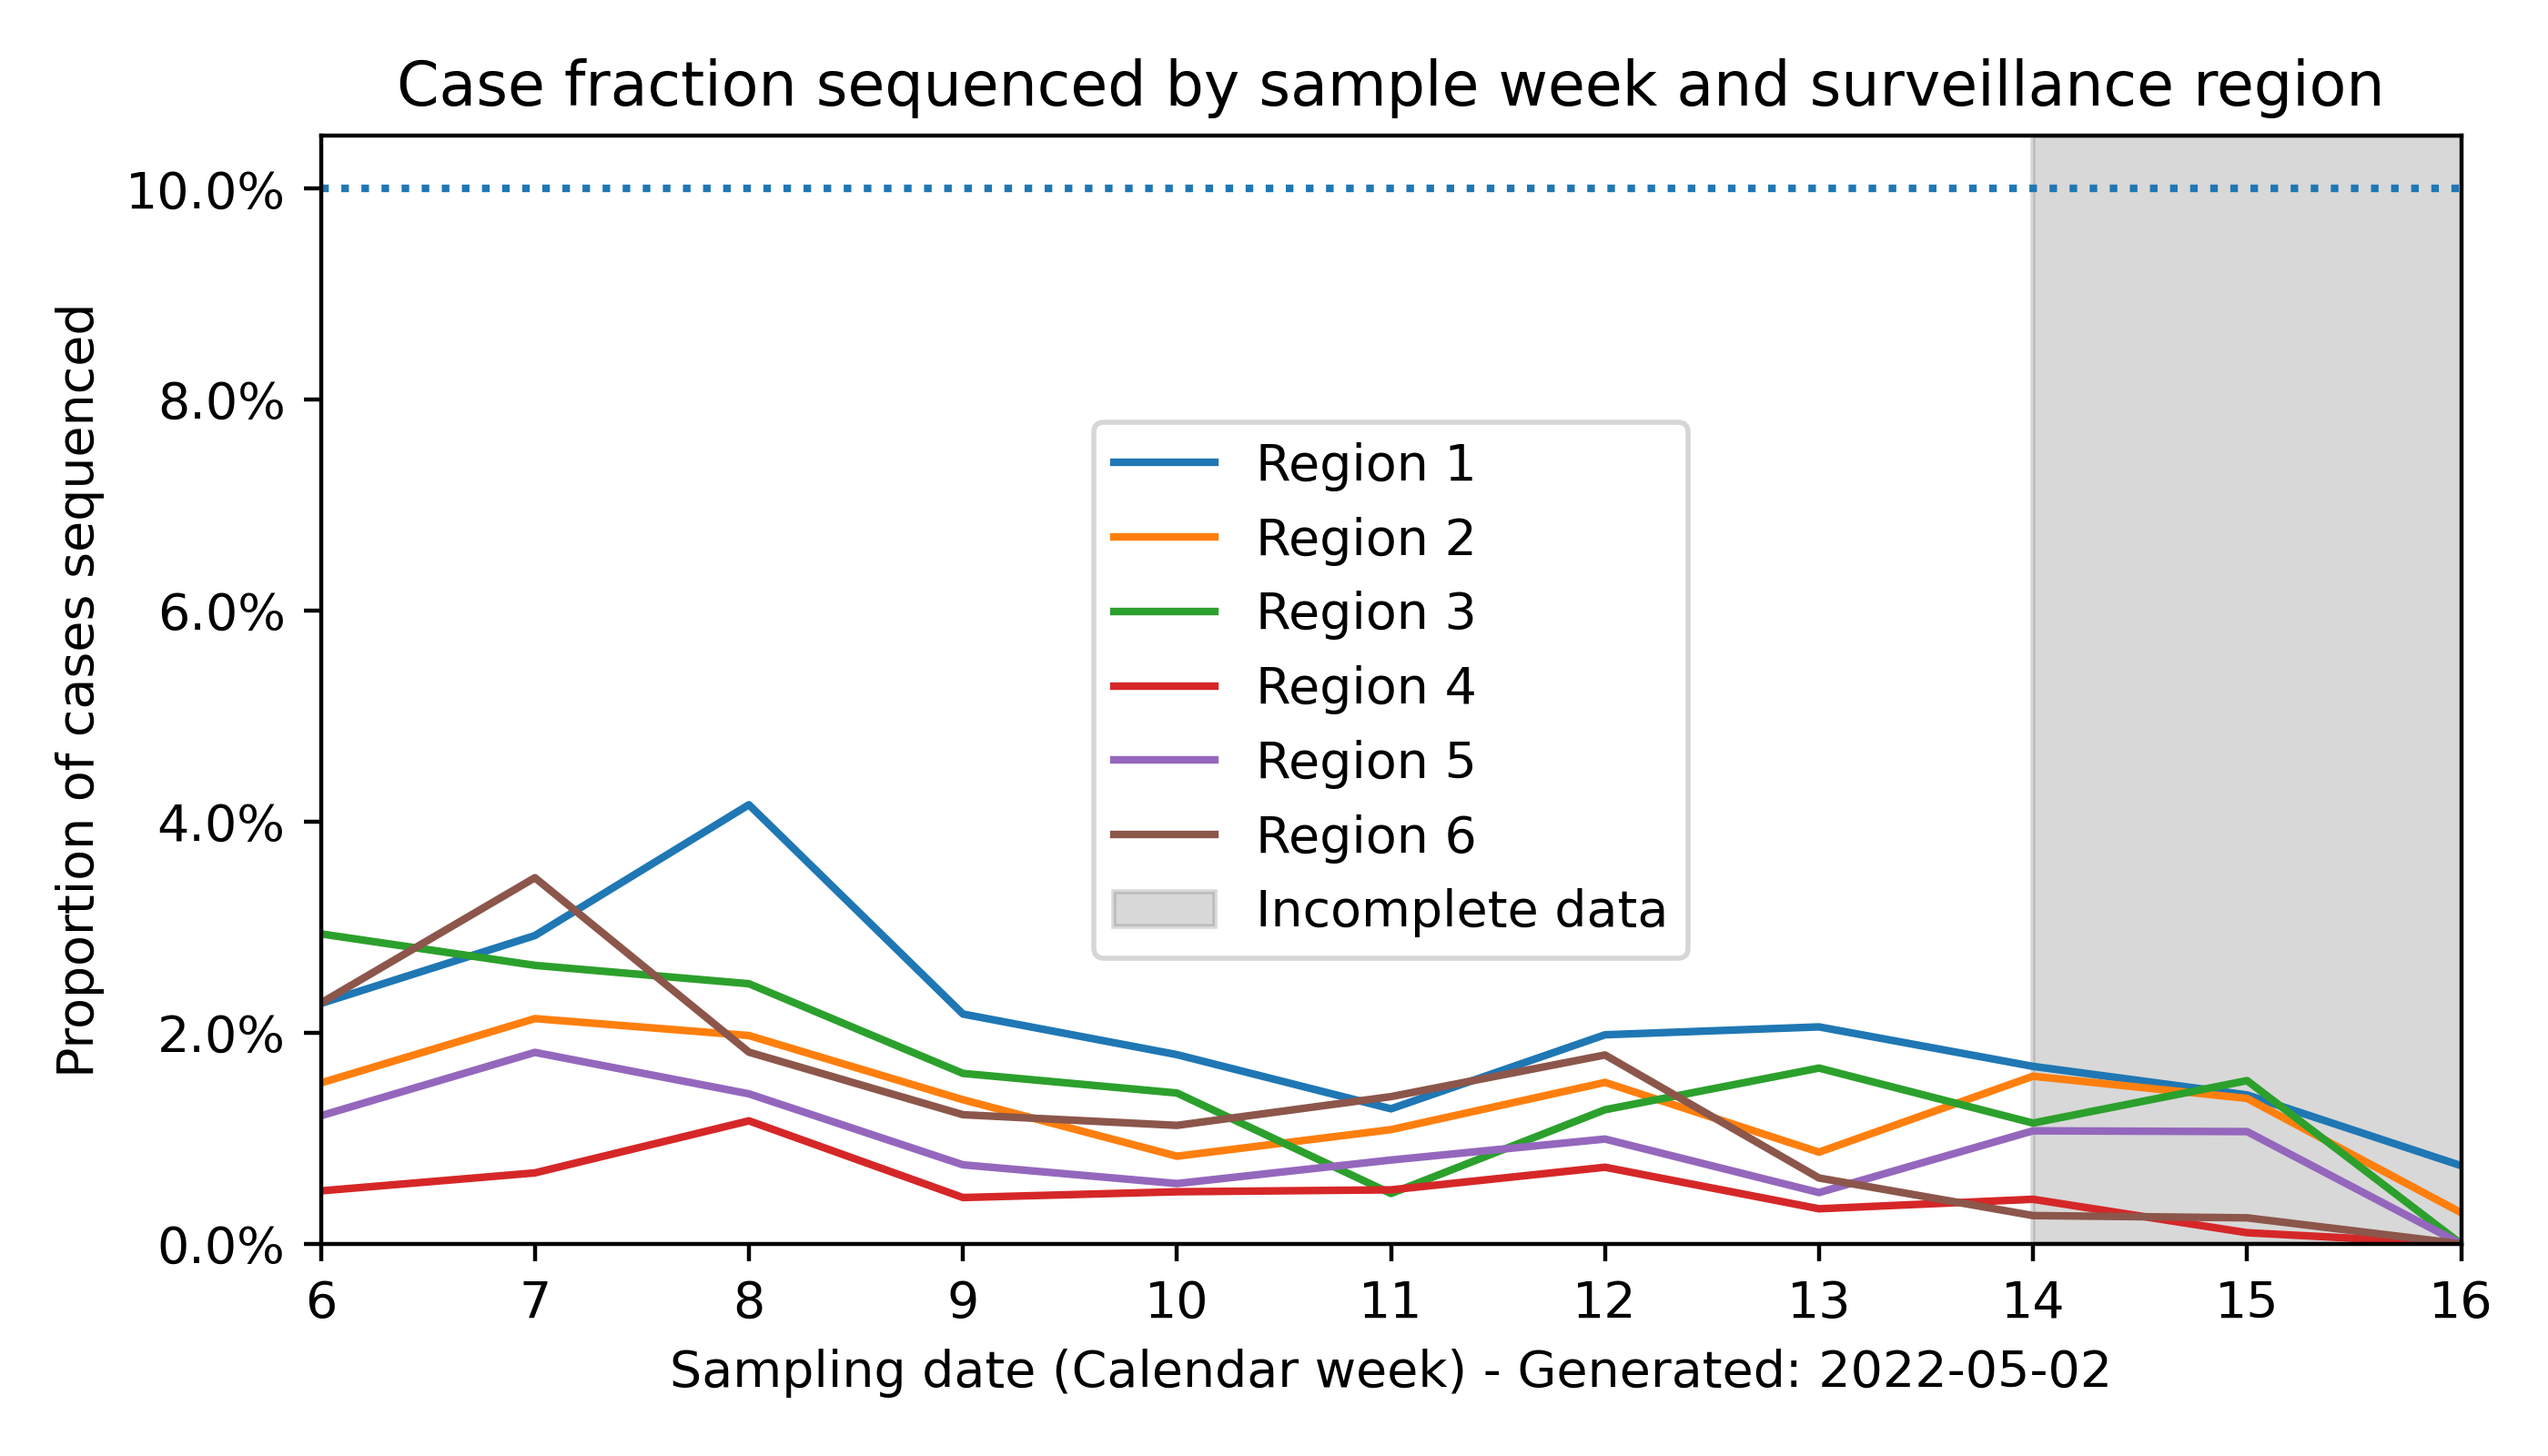 Case fraction sequenced by sample week and surveillance region
Proportion of cases sequenced
10.0%
8.0%
6.0%
4.0%
2.0%
0.0%
Region 1
Region 2
Region 3
Region 4
Region 5
Region 6
Incomplete data
6 7 8 9 10 11 12 13 14 15 16
Sampling date (Calendar week) - Generated: 2022-05-02